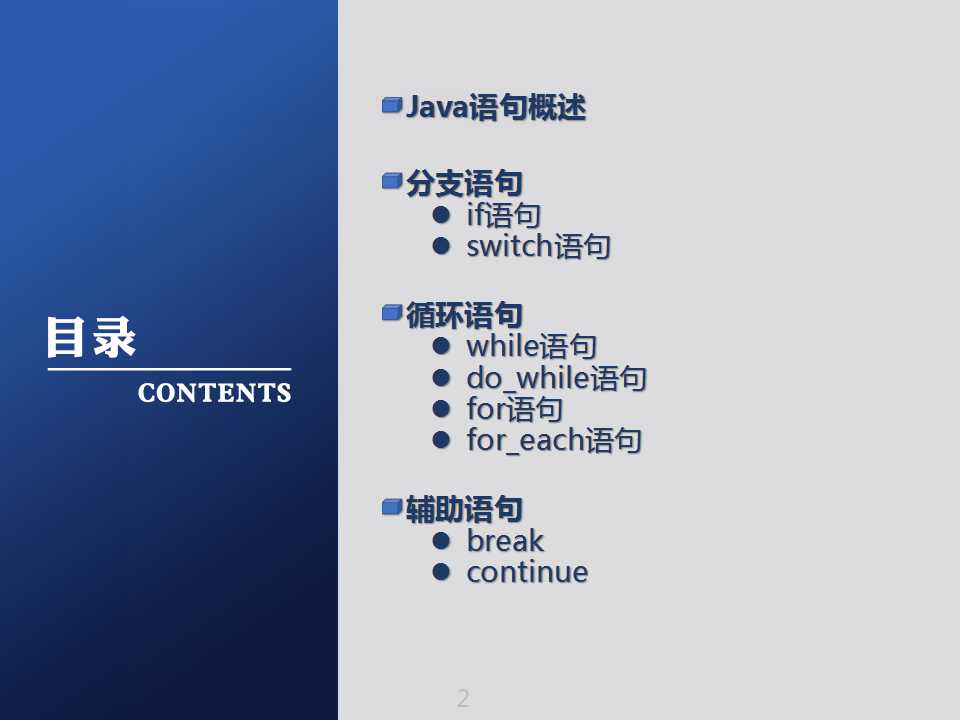 目录
CONTENTS
Java语句概述
分支语句
if语句
switch语句
循环语句
while语句
do_while语句
for语句
for_each语句
辅助语句
break
continue
2